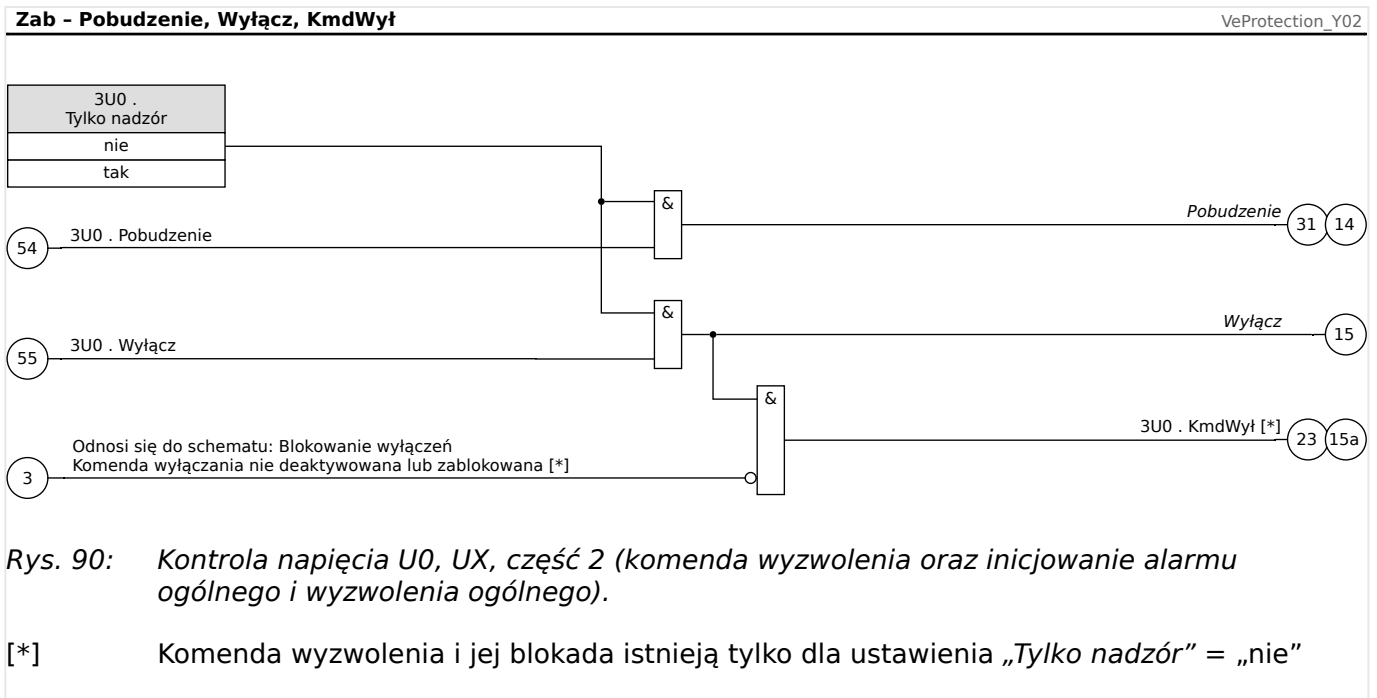 Zab – Pobudzenie, Wyłącz, KmdWył
VeProtection_Y02
3U0 .
Tylko nadzór
nie
tak
&
Pobudzenie
31 14
54
3U0 . Pobudzenie
&
Wyłącz
15
55
3U0 . Wyłącz
&
3U0 . KmdWył [*]
23 15a
Odnosi się do schematu: Blokowanie wyłączeń
3
Komenda wyłączania nie deaktywowana lub zablokowana [*]
Rys. 90: Kontrola napięcia U0, UX, część 2 (komenda wyzwolenia oraz inicjowanie alarmu
ogólnego i wyzwolenia ogólnego).
[*] Komenda wyzwolenia i jej blokada istnieją tylko dla ustawienia „Tylko nadzór” = „nie”